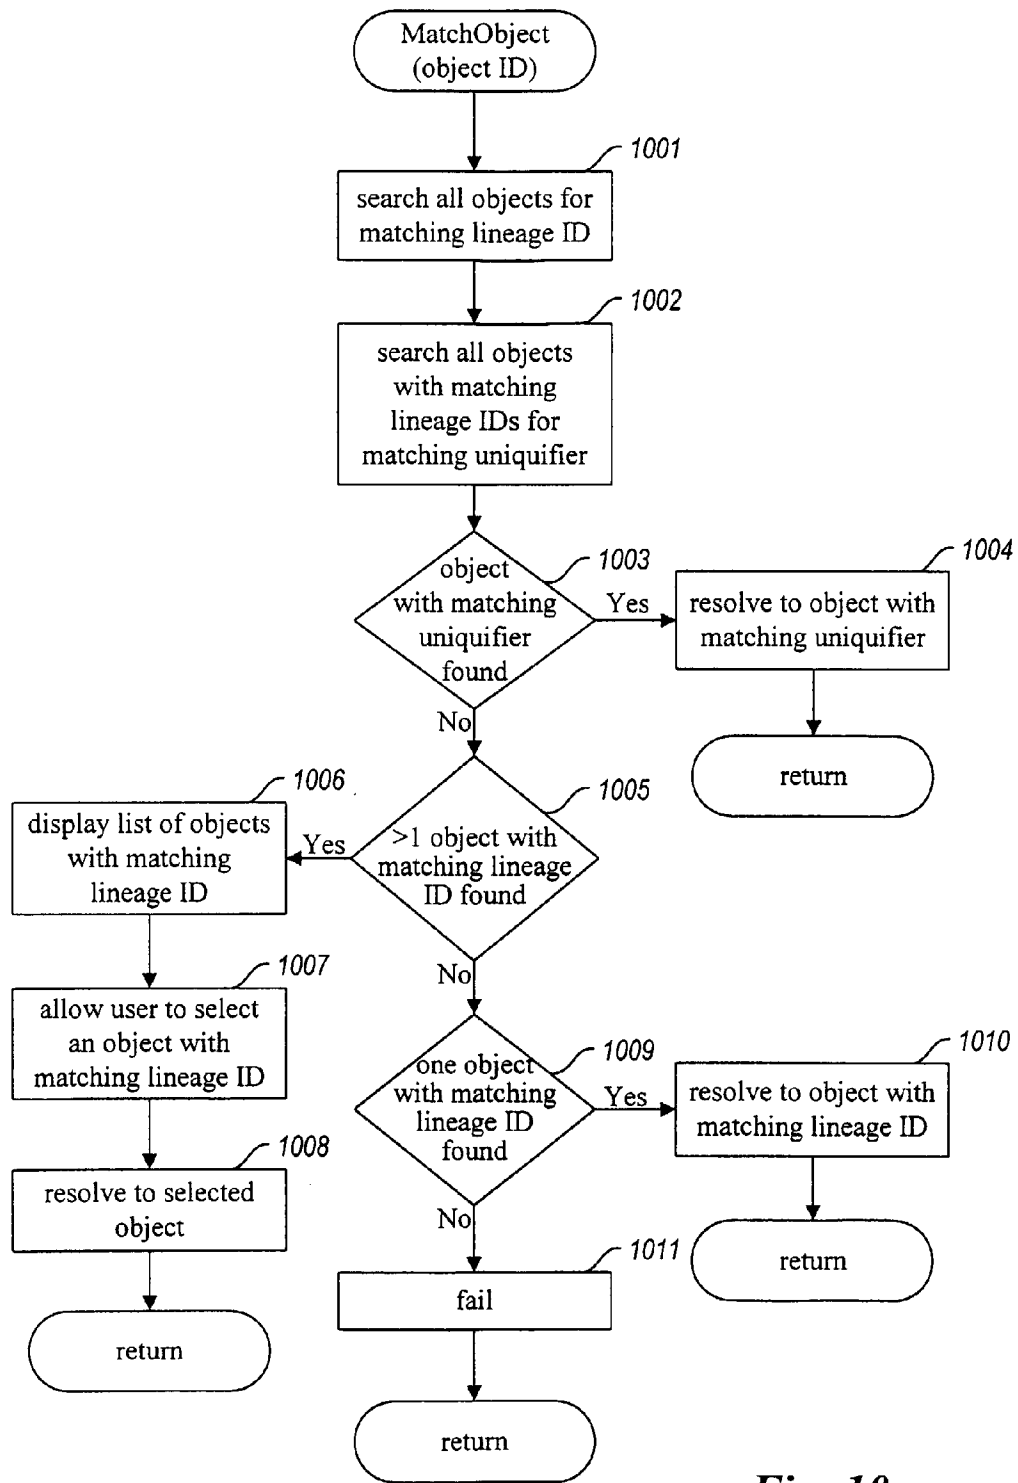 MatchObject
(object ID)
1001
search all objects for
matching lineage ID
1002
search all objects
with matching
lineage IDs for
matching uniquifier
1003
object
with matching
uniquifier
found
Yes
1004
resolve to object with
matching uniquifier
return
No
1005
>1 object with
matching lineage
ID found
Yes
1006
display list of objects
with matching
lineage ID
1007
allow user to select
an object with
matching lineage ID
1008
resolve to selected
object
return
No
1009
one object
with matching
lineage ID
found
Yes
1010
resolve to object with
matching lineage ID
return
No
1011
fail
return